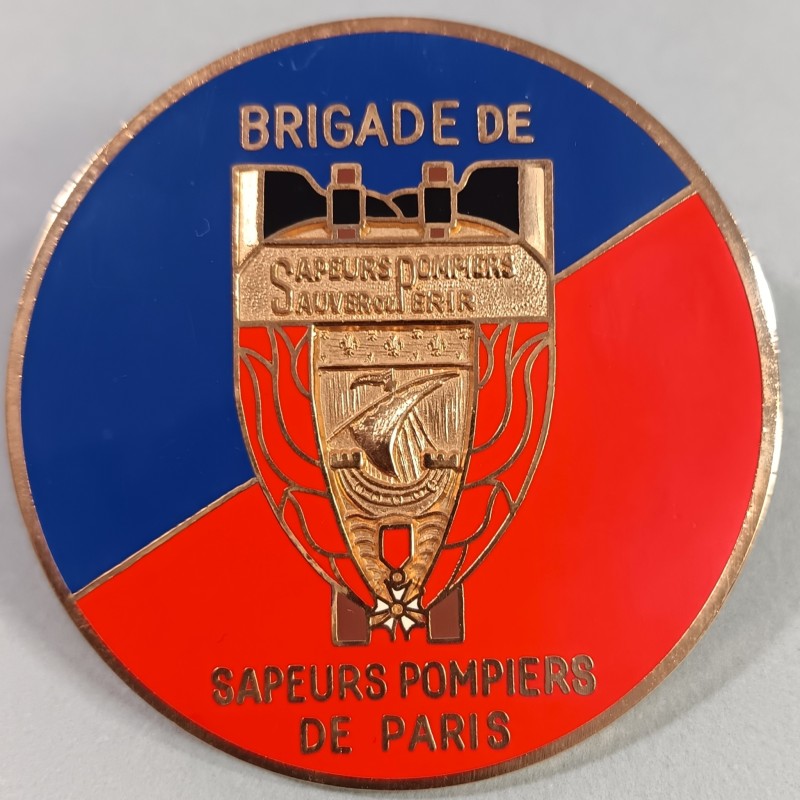 BRIGADE DE
SAPEURS POMPIERS
SAUVER OU PERIR
SAPEURS POMPIERS
DE PARIS